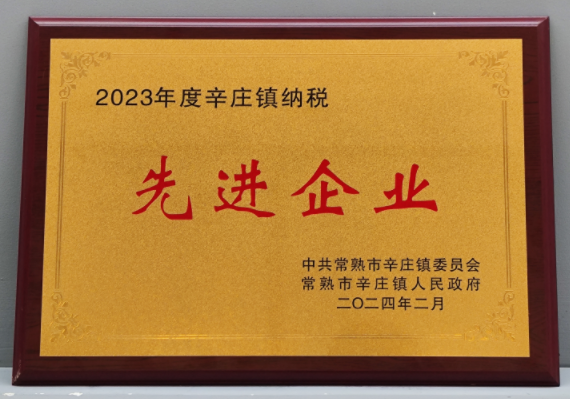 2023年度辛庄镇纳税
先进企业
中共常熟市辛庄镇委员会
常熟市辛庄镇人民政府
二〇二四年二月